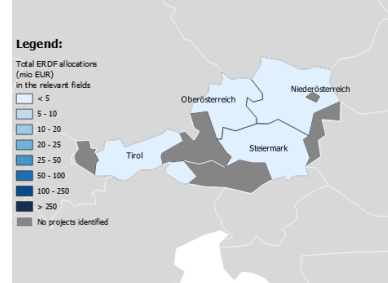 Legend:
Total ERDF allocations
(mio EUR)
in the relevant fields
< 5
5 - 10
10 - 20
20 - 25
25 - 50
50 - 100
100 - 250
> 250
No projects identified
Oberösterreich
Niederösterreich
Tirol
Steiermark